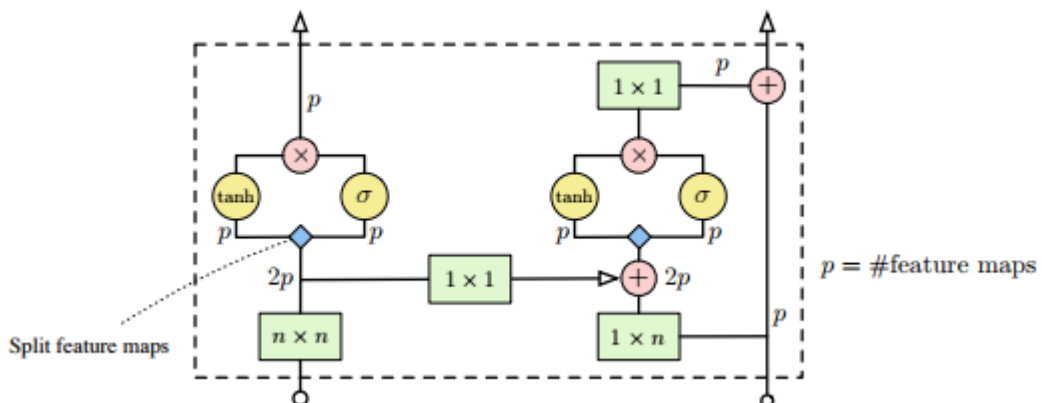 p
1 × 1
+
p
×
×
tanh
σ
tanh
σ
p
p
p
p
2p
1 × 1
+
2p
p = #feature maps
Split feature maps
n × n
1 × n
p